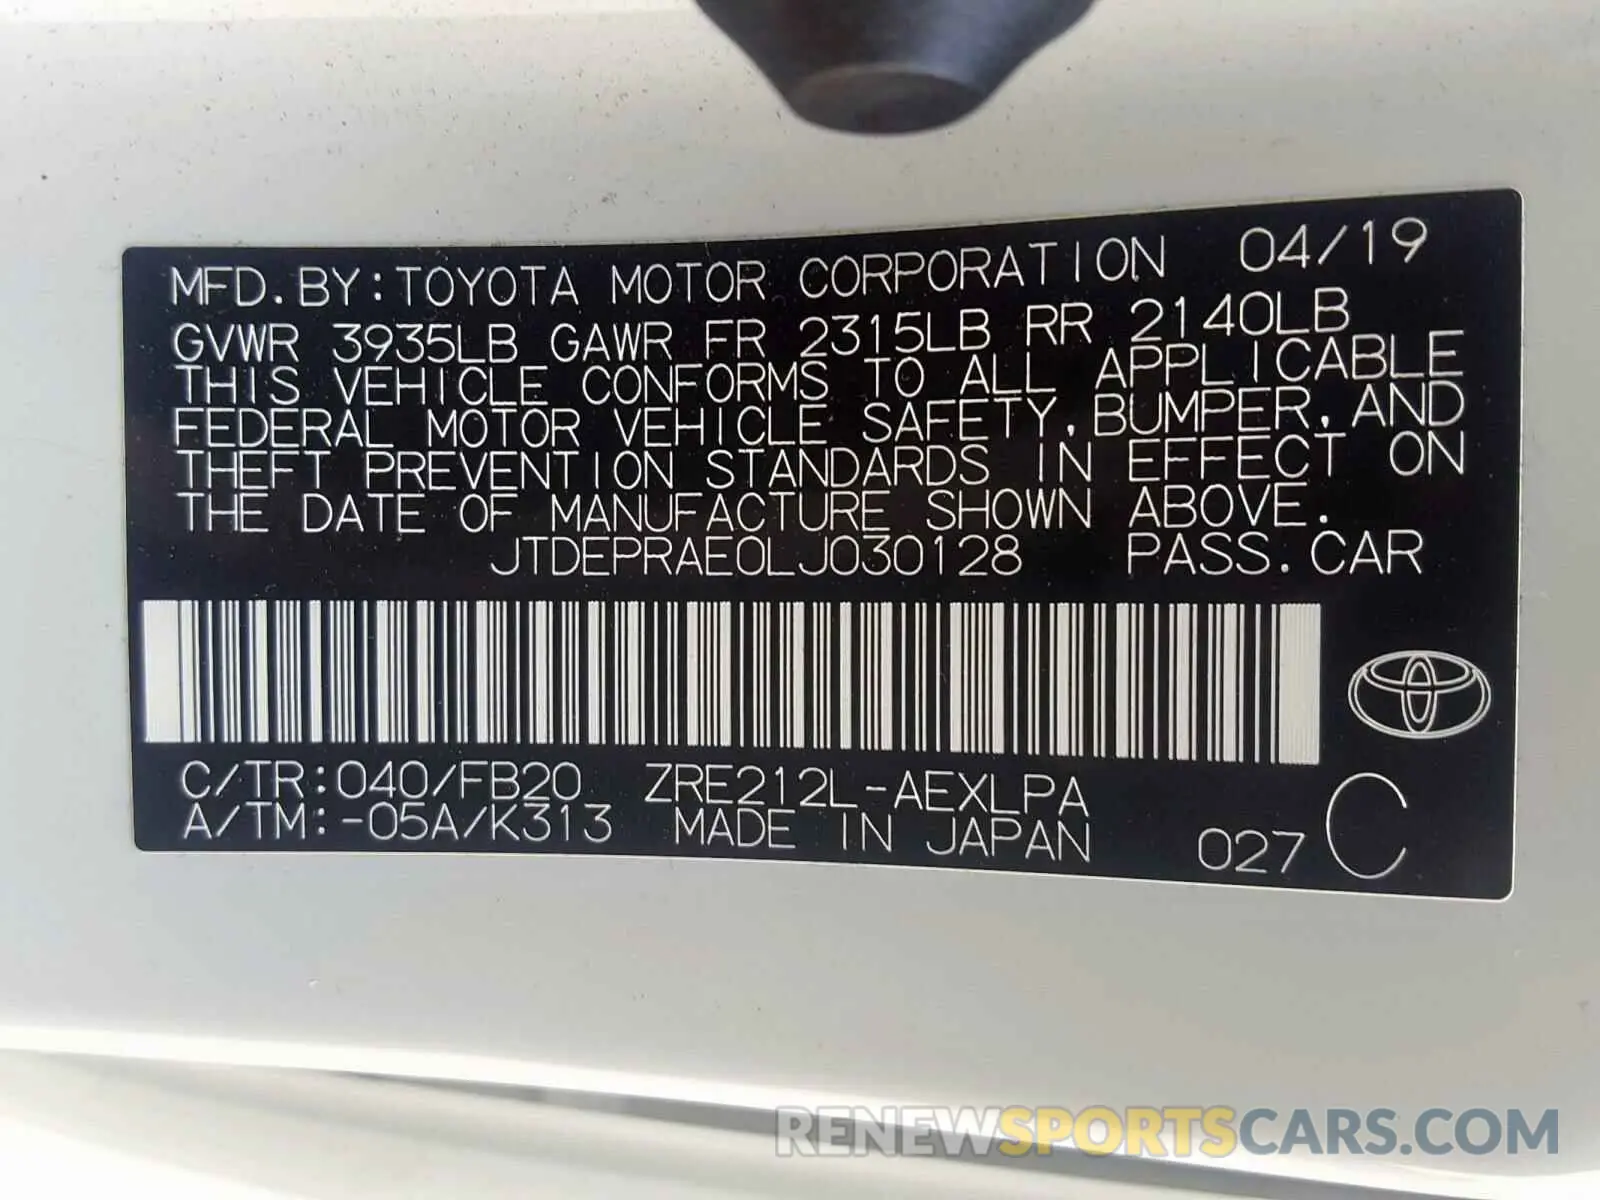 MFD. BY: TOYOTA MOTOR CORPORATION 04/19
GVWR 3935LB GAWR FR 2315LB RR 2140LB
THIS VEHICLE CONFORMS TO ALL APPLICABLE
FEDERAL MOTOR VEHICLE SAFETY, BUMPER, AND
THEFT PREVENTION STANDARDS IN EFFECT ON
THE DATE OF MANUFACTURE SHOWN ABOVE.
JTDEPRAE0LJ030128 PASS. CAR
C/TR: 040/FB20 ZRE212L-AEXLPA
A/TM: -05A/K313 MADE IN JAPAN 027 C
RENEWSPORTSCARS.COM